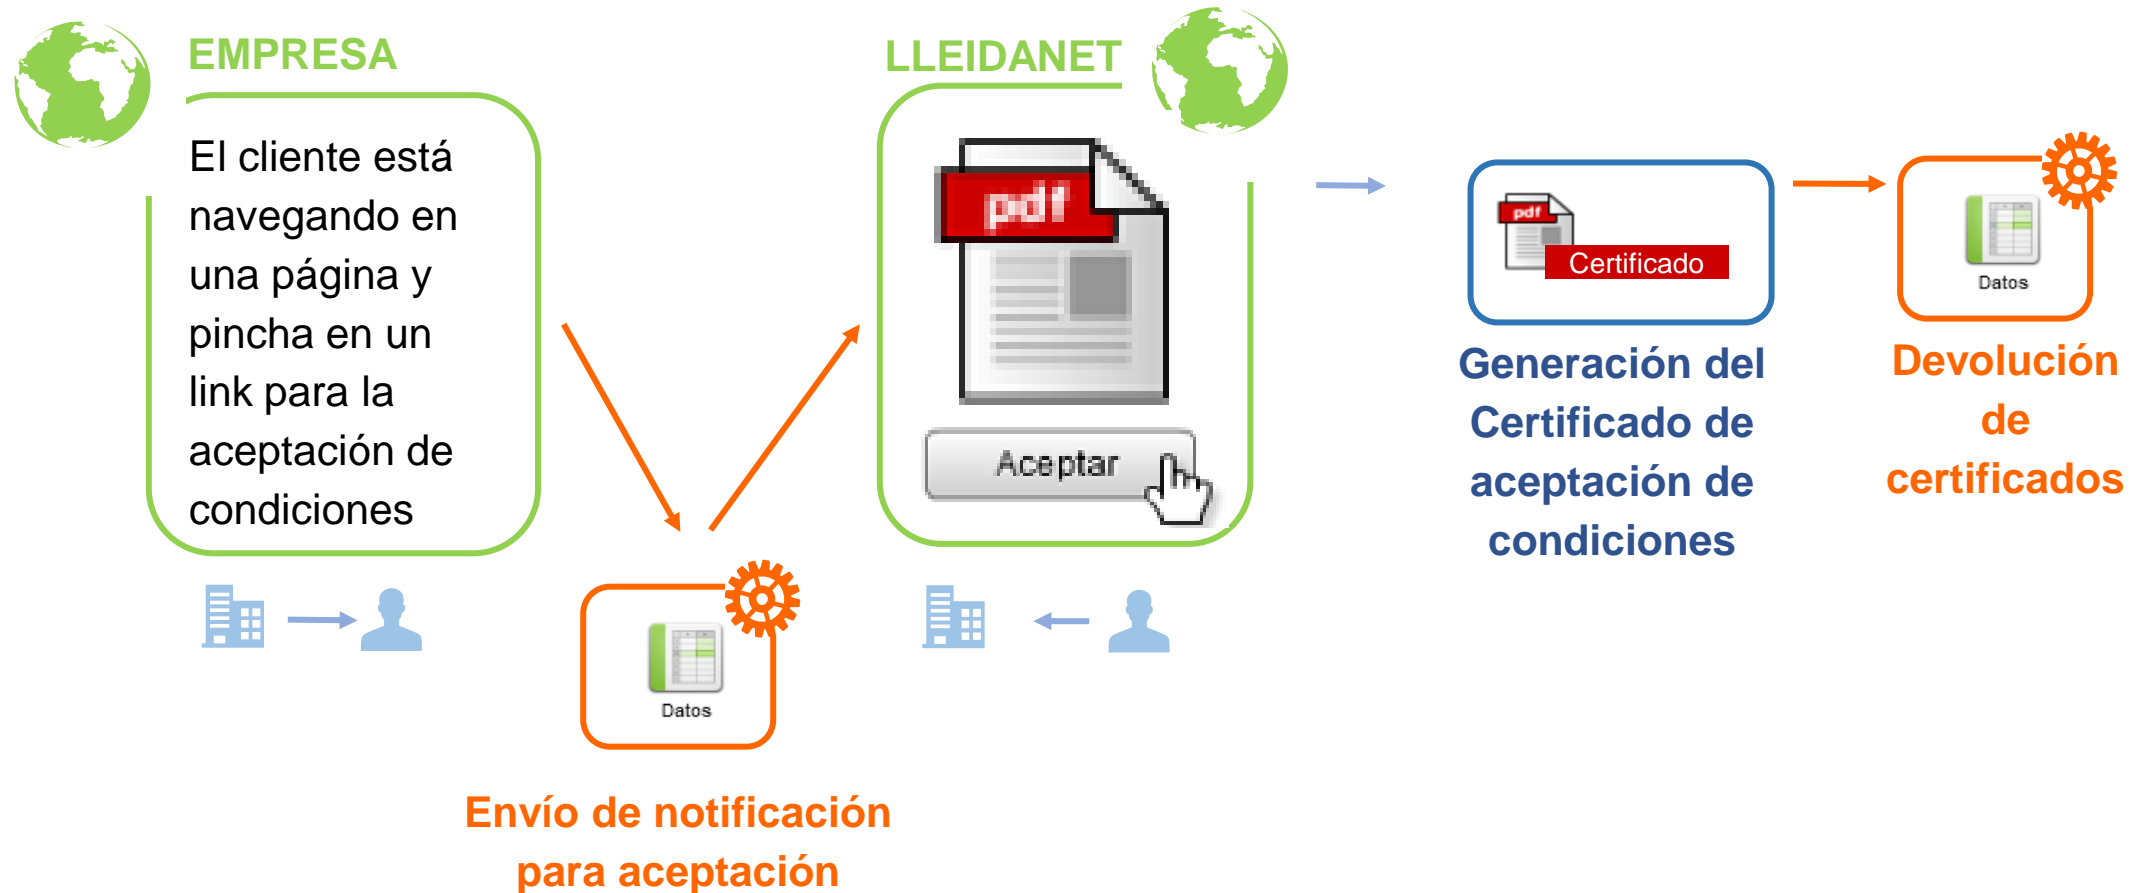 EMPRESA
El cliente está
navegando en
una página y
pincha en un
link para la
aceptación de
condiciones
Datos
Envío de notificación
para aceptación
LLEIDANET
pdf
Aceptar
pdf
Certificado
Generación del
Certificado de
aceptación de
condiciones
Datos
Devolución
de
certificados